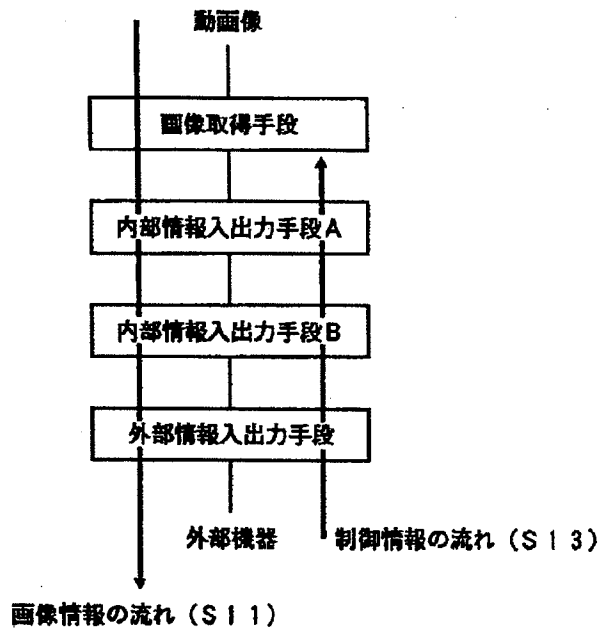 動画像
画像取得手段
内部情報入出力手段A
内部情報入出力手段B
外部情報入出力手段
外部機器
制御情報の流れ(S13)
画像情報の流れ(S11)